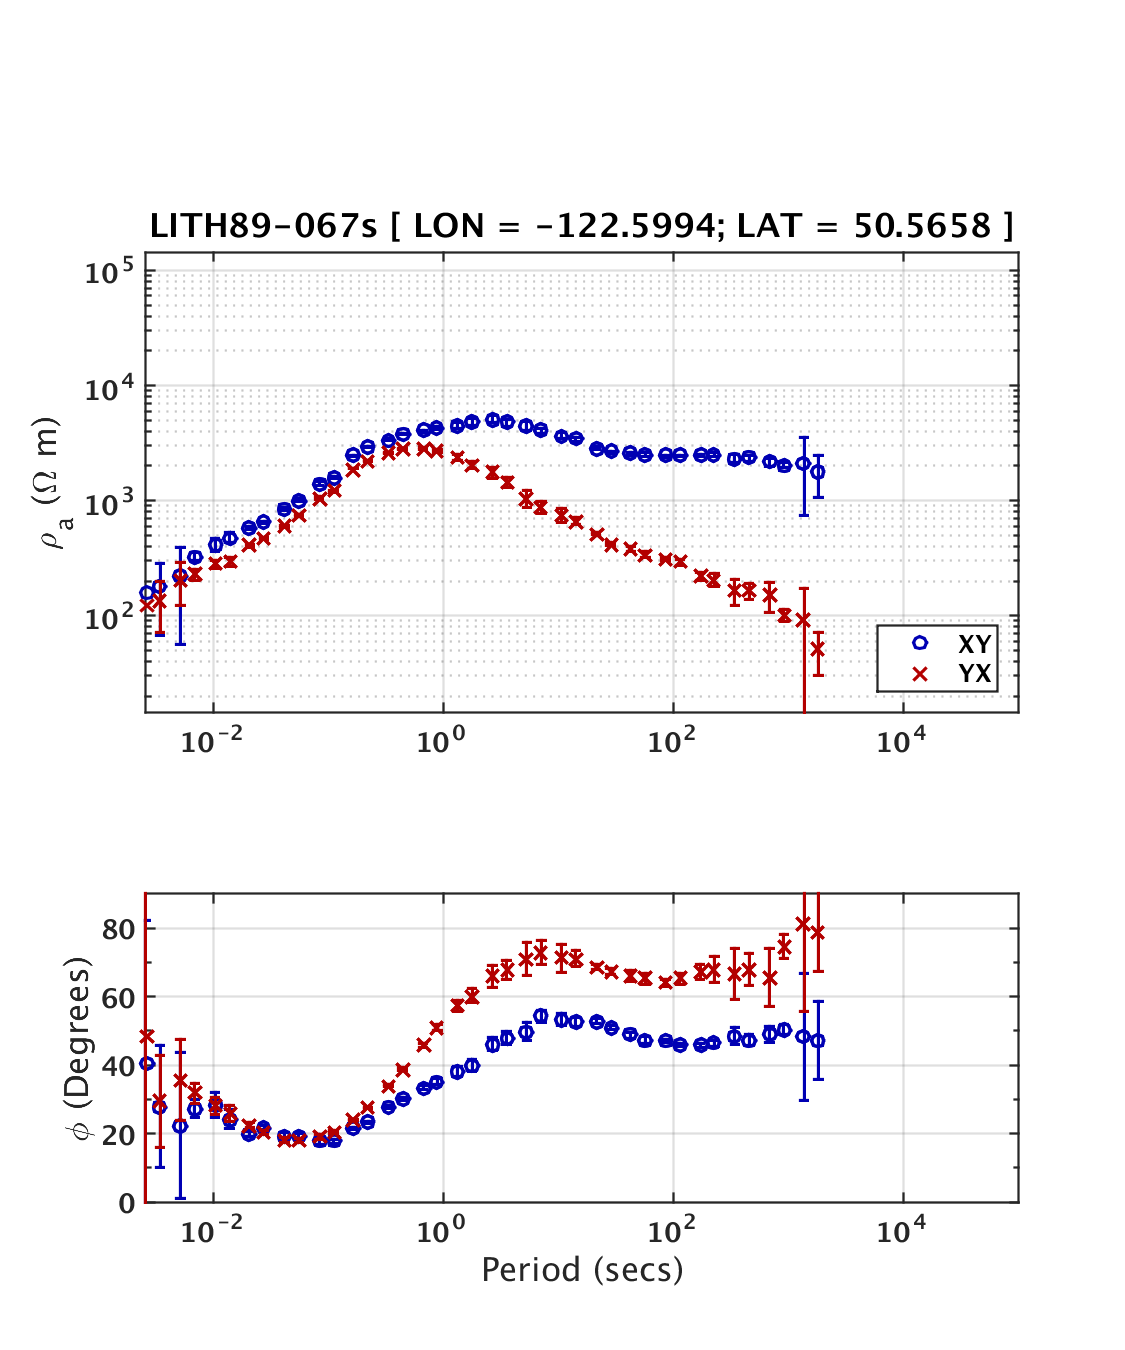 LITH89-067s [ LON = -122.5994; LAT = 50.5658 ]
10^5
10^4
10^3
10^2
ρ_a (Ω m)
XY
YX
10^-2 10^0 10^2 10^4
80
60
40
20
0
ϕ (Degrees)
10^-2 10^0 10^2 10^4
Period (secs)